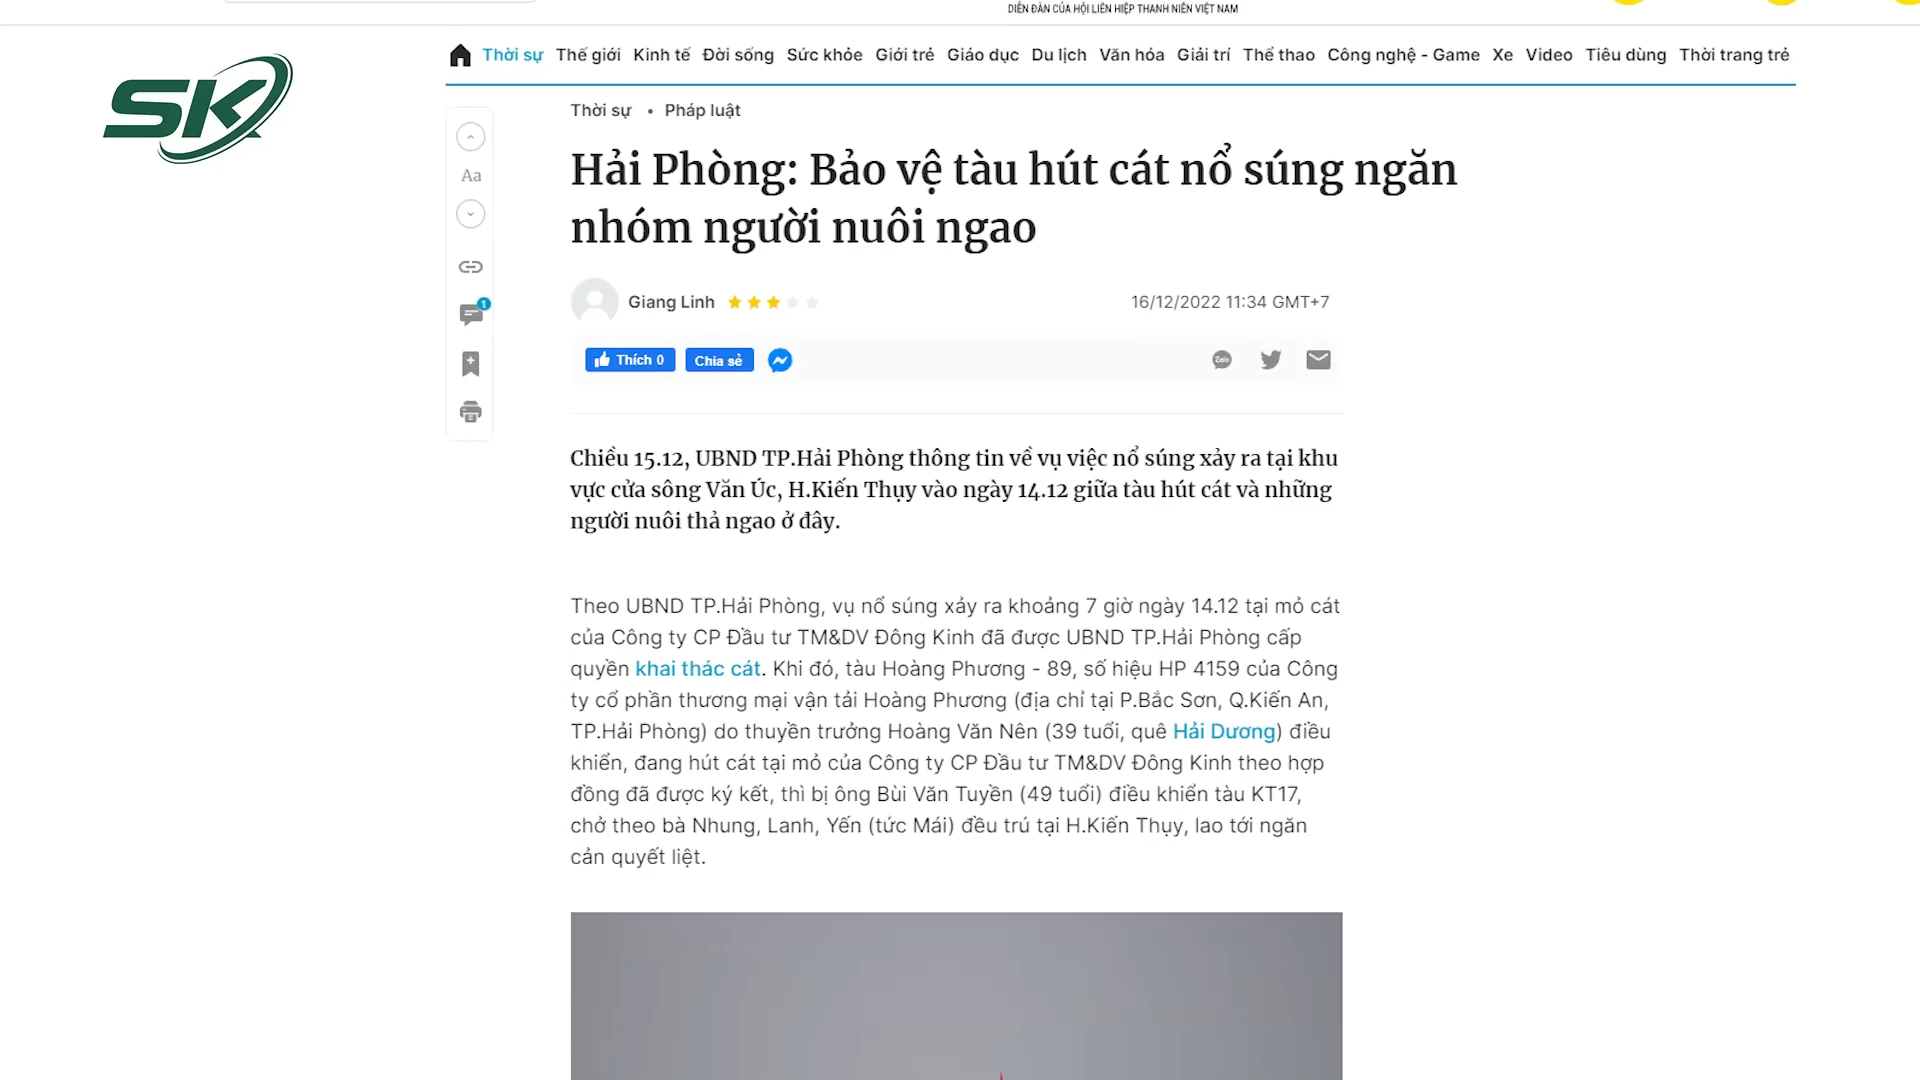 DIỄN ĐÀN CỦA HỘI LIÊN HIỆP THANH NIÊN VIỆT NAM
SK
Thời sự Thế giới Kinh tế Đời sống Sức khỏe Giới trẻ Giáo dục Du lịch Văn hóa Giải trí Thể thao Công nghệ - Game Xe Video Tiêu dùng Thời trang trẻ
Thời sự • Pháp luật
Hải Phòng: Bảo vệ tàu hút cát nổ súng ngăn
nhóm người nuôi ngao
Aa
1
Giang Linh
16/12/2022 11:34 GMT+7
Thích 0 Chia sẻ
Zalo
Chiều 15.12, UBND TP.Hải Phòng thông tin về vụ việc nổ súng xảy ra tại khu
vực cửa sông Văn Úc, H.Kiến Thụy vào ngày 14.12 giữa tàu hút cát và những
người nuôi thả ngao ở đây.
Theo UBND TP.Hải Phòng, vụ nổ súng xảy ra khoảng 7 giờ ngày 14.12 tại mỏ cát
của Công ty CP Đầu tư TM&DV Đông Kinh đã được UBND TP.Hải Phòng cấp
quyền khai thác cát. Khi đó, tàu Hoàng Phương - 89, số hiệu HP 4159 của Công
ty cổ phần thương mại vận tải Hoàng Phương (địa chỉ tại P.Bắc Sơn, Q.Kiến An,
TP.Hải Phòng) do thuyền trưởng Hoàng Văn Nên (39 tuổi, quê Hải Dương) điều
khiển, đang hút cát tại mỏ của Công ty CP Đầu tư TM&DV Đông Kinh theo hợp
đồng đã được ký kết, thì bị ông Bùi Văn Tuyền (49 tuổi) điều khiển tàu KT17,
chở theo bà Nhung, Lanh, Yến (tức Mái) đều trú tại H.Kiến Thụy, lao tới ngăn
cản quyết liệt.